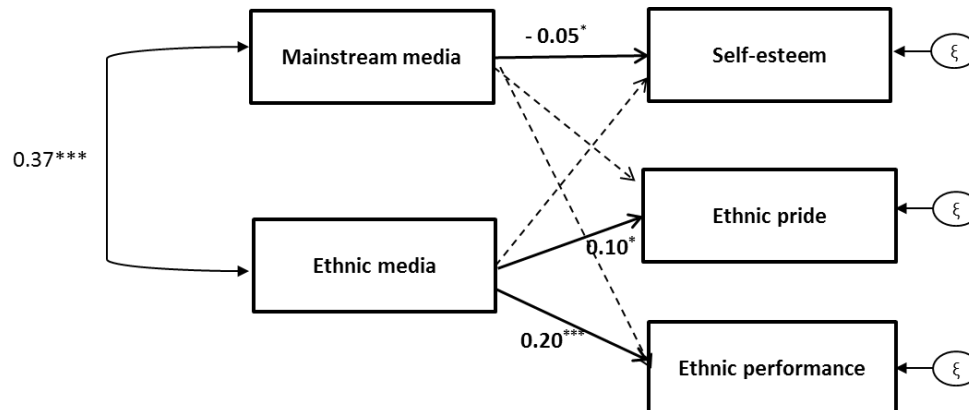 Mainstream media
- 0.05*
Self-esteem
ξ
0.37***
Ethnic pride
ξ
Ethnic media
0.10*
0.20***
Ethnic performance
ξ